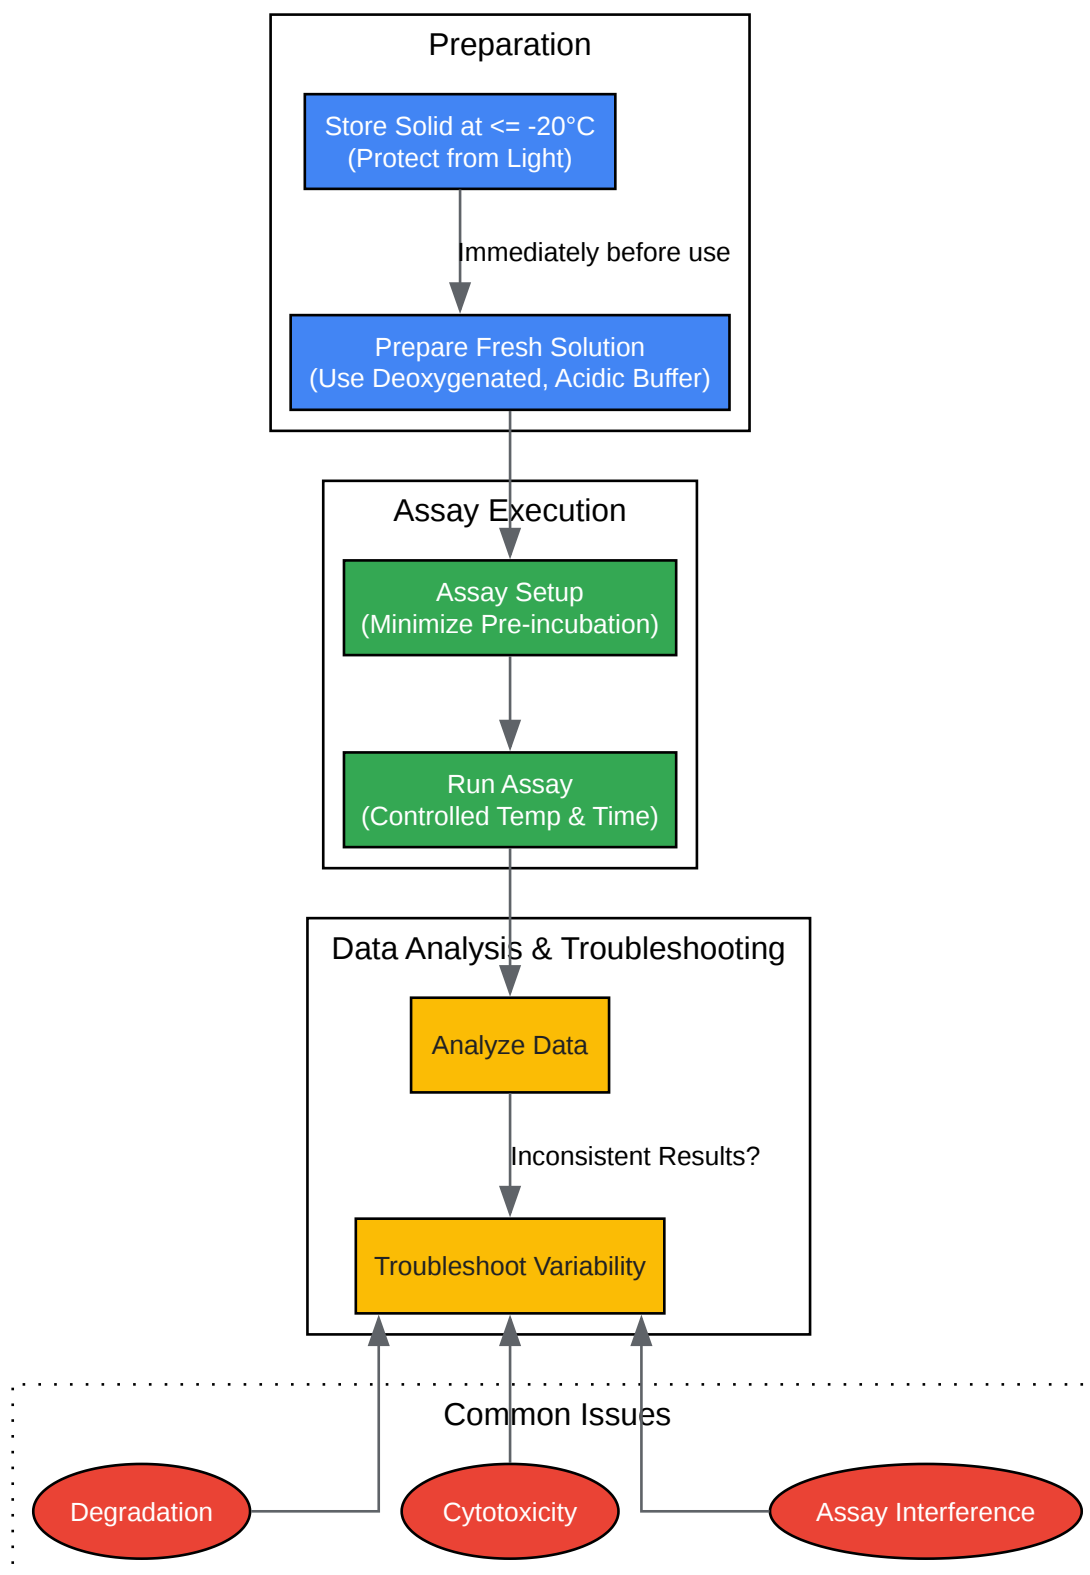 Preparation
Store Solid at <= -20°C
(Protect from Light)
Immediately before use
Prepare Fresh Solution
(Use Deoxygenated, Acidic Buffer)
Assay Execution
Assay Setup
(Minimize Pre-incubation)
Run Assay
(Controlled Temp & Time)
Data Analysis & Troubleshooting
Analyze Data
Inconsistent Results?
Troubleshoot Variability
Common Issues
Degradation
Cytotoxicity
Assay Interference